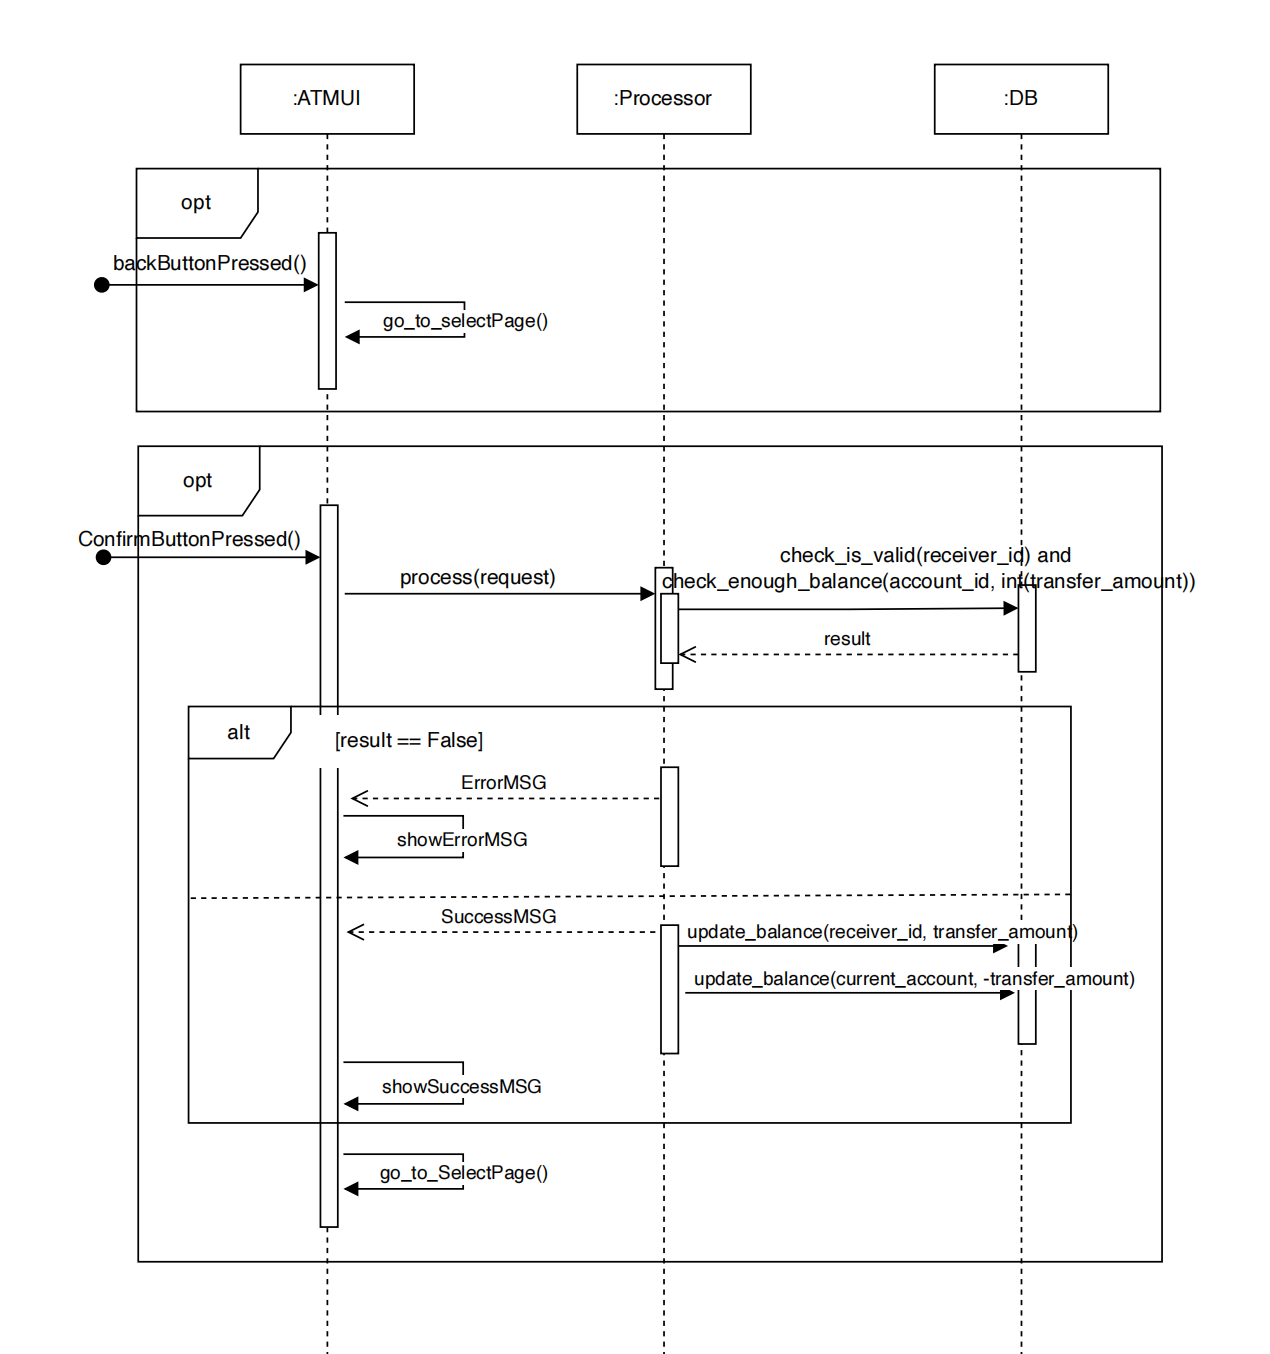 :ATMUI
:Processor
:DB
opt
backButtonPressed()
go_to_selectPage()
opt
ConfirmButtonPressed()
process(request)
check_is_valid(receiver_id) and
check_enough_balance(account_id, int(transfer_amount))
result
alt
[result == False]
ErrorMSG
showErrorMSG
SuccessMSG
update_balance(receiver_id, transfer_amount)
update_balance(current_account, -transfer_amount)
showSuccessMSG
go_to_SelectPage()